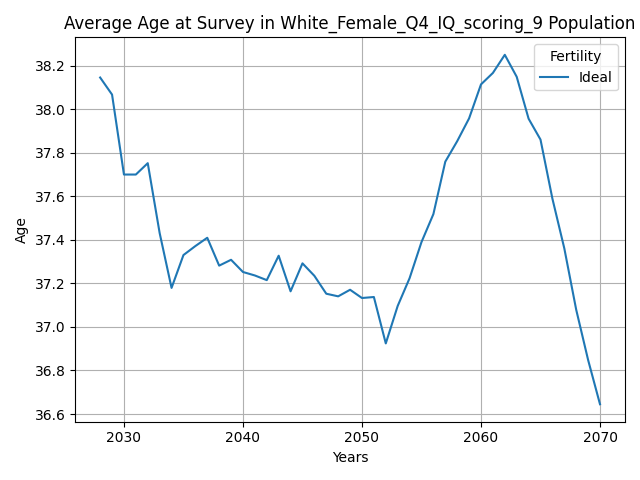 Average Age at Survey in White_Female_Q4_IQ_scoring_9 Population
Fertility
Ideal
38.2
38.0
37.8
37.6
37.4
37.2
37.0
36.8
36.6
Age
2030 2040 2050 2060 2070
Years